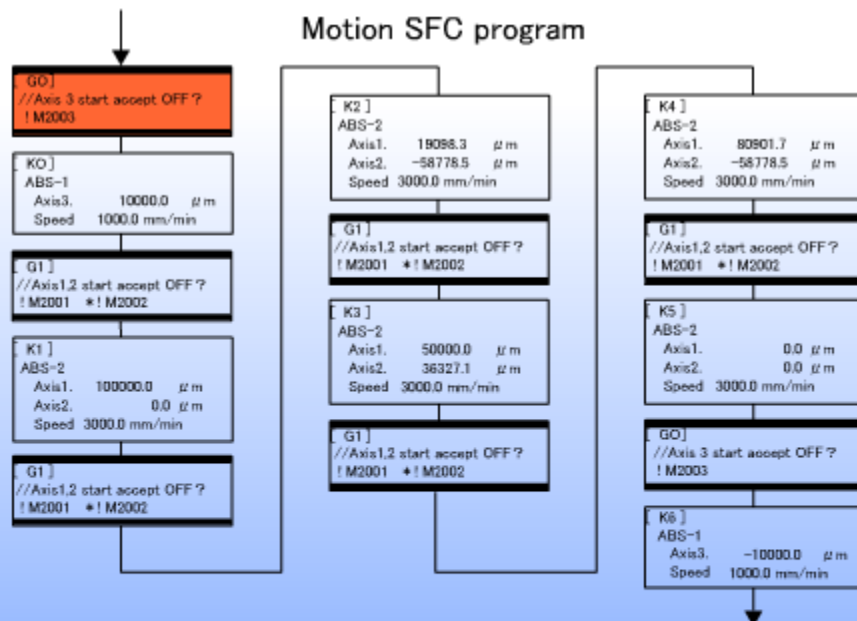 Motion SFC program
[ G0]
//Axis 3 start accept OFF?
! M2003
[ K0]
ABS-1
Axis3. 10000.0 μm
Speed 1000.0 mm/min
[ G1]
//Axis1,2 start accept OFF?
! M2001 *! M2002
[ K1]
ABS-2
Axis1. 100000.0 μm
Axis2. 0.0 μm
Speed 3000.0 mm/min
[ G1]
//Axis1,2 start accept OFF?
! M2001 *! M2002
[ K2]
ABS-2
Axis1. 19098.3 μm
Axis2. -58778.5 μm
Speed 3000.0 mm/min
[ G1]
//Axis1,2 start accept OFF?
! M2001 *! M2002
[ K3]
ABS-2
Axis1. 50000.0 μm
Axis2. 36327.1 μm
Speed 3000.0 mm/min
[ G1]
//Axis1,2 start accept OFF?
! M2001 *! M2002
[ K4]
ABS-2
Axis1. 80901.7 μm
Axis2. -58778.5 μm
Speed 3000.0 mm/min
[ G1]
//Axis1,2 start accept OFF?
! M2001 *! M2002
[ K5]
ABS-2
Axis1. 0.0 μm
Axis2. 0.0 μm
Speed 3000.0 mm/min
[ G0]
//Axis 3 start accept OFF?
! M2003
[ K6]
ABS-1
Axis3. -10000.0 μm
Speed 1000.0 mm/min